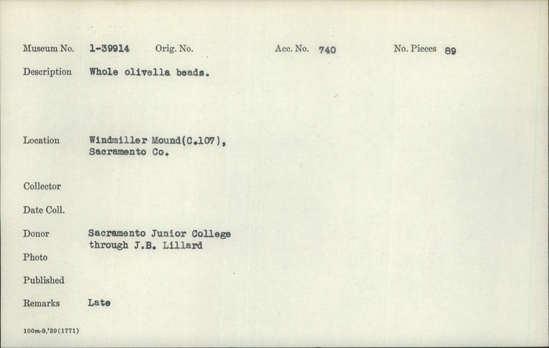 Museum No. 1-39914 Orig. No. Acc. No. 740 No. Pieces 89
Description Whole olivella beads.
Location Windmiller Mound(C.107),
Sacramento Co.
Collector
Date Coll.
Donor Sacramento Junior College
through J.B. Lillard
Photo
Published
Remarks Late
100m-9,'39(1771)